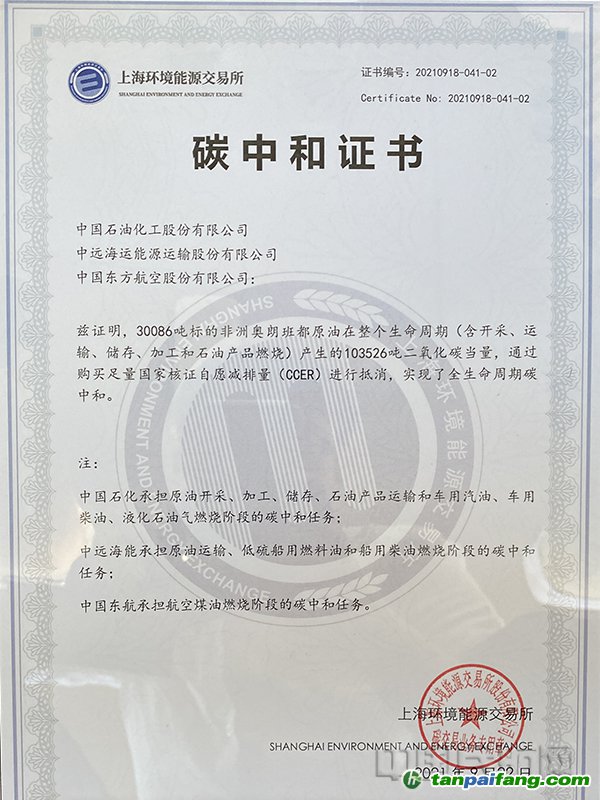 上海环境能源交易所
SHANGHAI ENVIRONMENT AND ENERGY EXCHANGE
证书编号：20210918-041-02
Certificate No: 20210918-041-02
碳中和证书
中国石油化工股份有限公司
中远海运能源运输股份有限公司
中国东方航空股份有限公司：
兹证明，30086吨标的非洲奥朗班都原油在整个生命周期（含开采、运
输、储存、加工和石油产品燃烧）产生的103526吨二氧化碳当量，通过
购买足量国家核证自愿减排量（CCER）进行抵消，实现了全生命周期碳
中和。
注：
中国石化承担原油开采、加工、储存、石油产品运输和车用汽油、车用
柴油、液化石油气燃烧阶段的碳中和任务；
中远海能承担原油运输、低硫船用燃料油和船用柴油燃烧阶段的碳中和
任务；
中国东航承担航空煤油燃烧阶段的碳中和任务。
上海环境能源交易所
SHANGHAI ENVIRONMENT AND ENERGY EXCHANGE
2021 年 9 月 22 日
tanpaifang.com